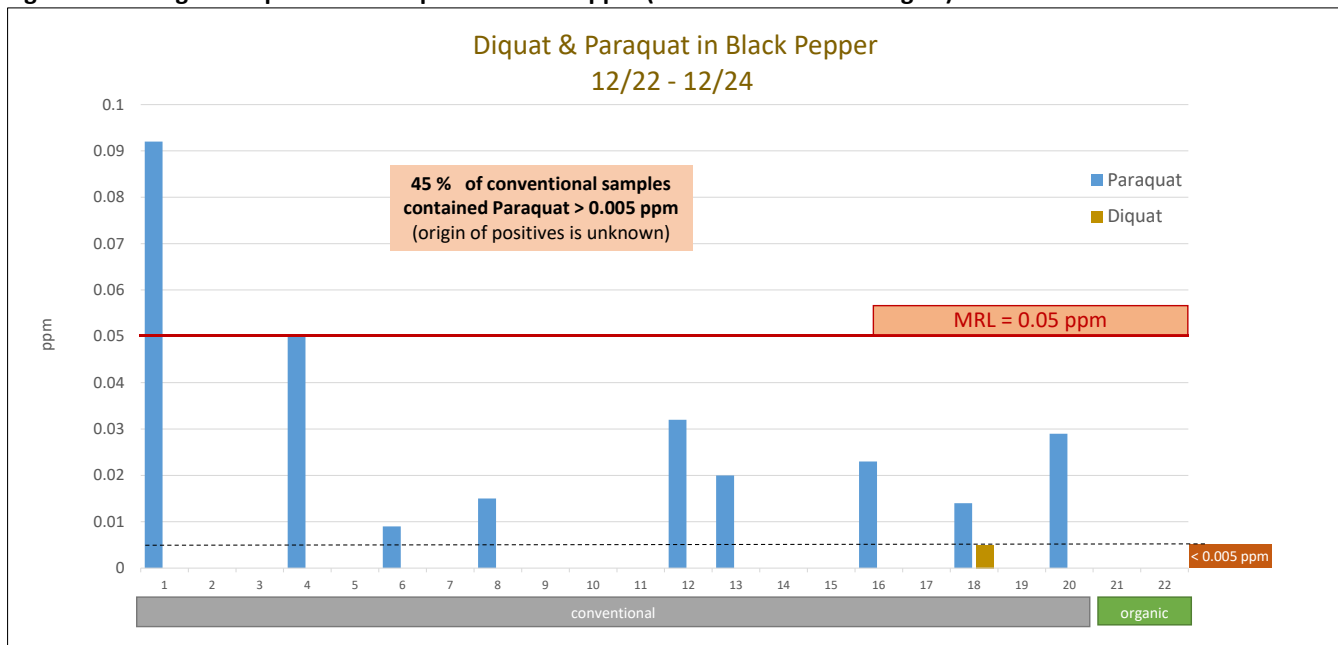 Diquat & Paraquat in Black Pepper
12/22 - 12/24
0.1
0.09
0.08
0.07
0.06
0.05
0.04
0.03
0.02
0.01
0
ppm
45 % of conventional samples
contained Paraquat > 0.005 ppm
(origin of positives is unknown)
Paraquat
Diquat
MRL = 0.05 ppm
< 0.005 ppm
1 2 3 4 5 6 7 8 9 10 11 12 13 14 15 16 17 18 19 20 21 22
conventional organic